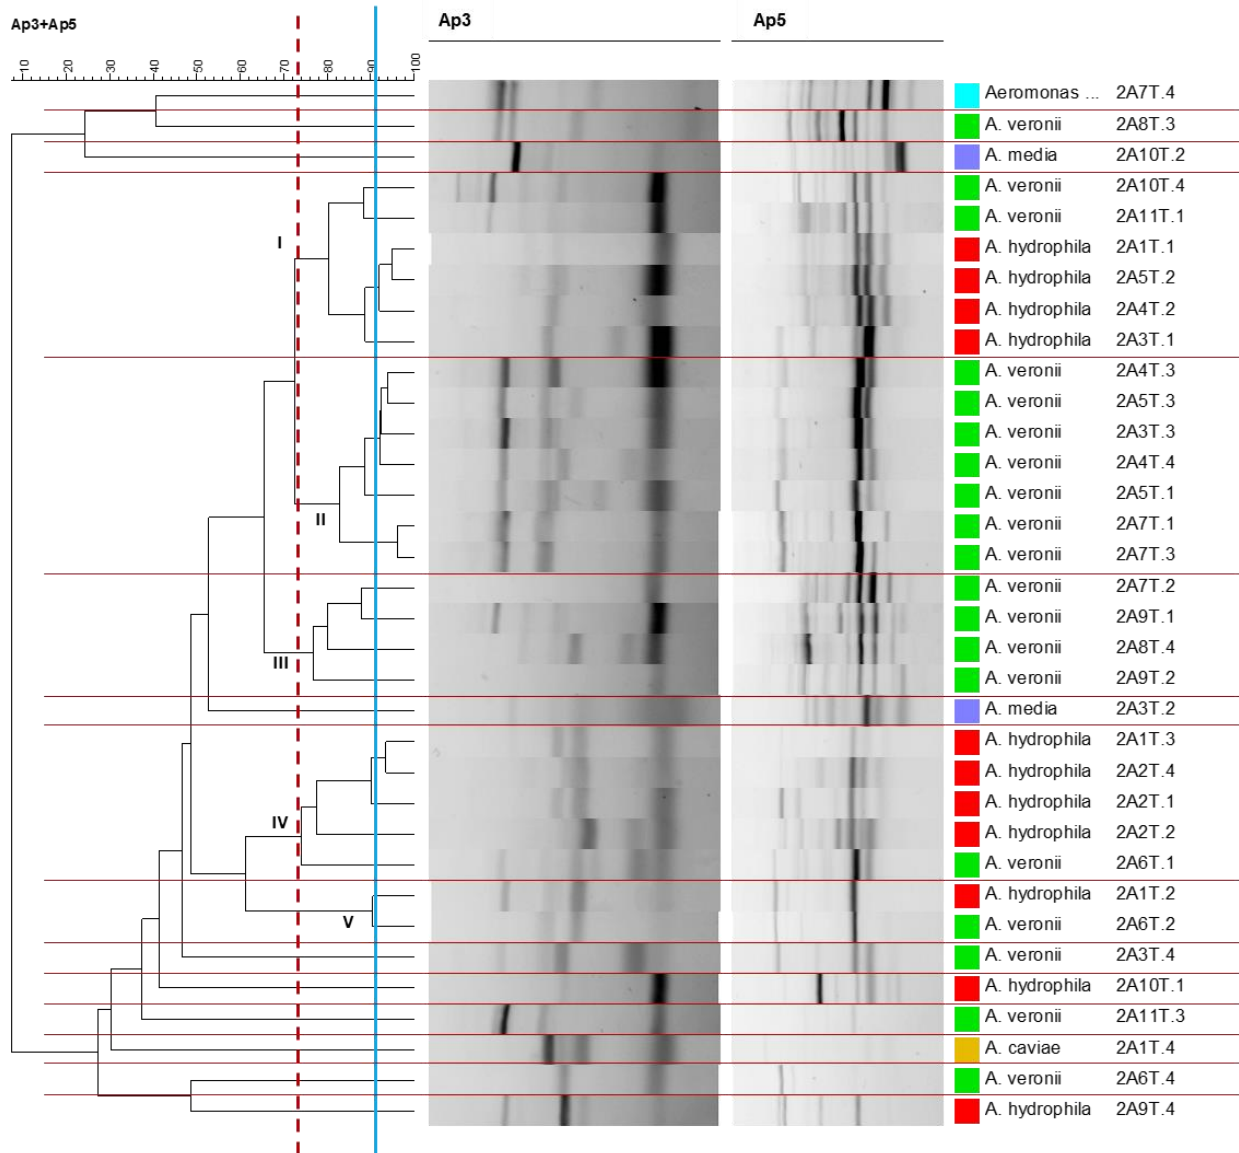 Ap3+Ap5
Ap3
Ap5
10 20 30 40 50 60 70 80 90 100
Aeromonas ... 2A7T.4
A. veronii 2A8T.3
A. media 2A10T.2
A. veronii 2A10T.4
A. veronii 2A11T.1
I
A. hydrophila 2A1T.1
A. hydrophila 2A5T.2
A. hydrophila 2A4T.2
A. hydrophila 2A3T.1
A. veronii 2A4T.3
A. veronii 2A5T.3
A. veronii 2A3T.3
A. veronii 2A4T.4
A. veronii 2A5T.1
II
A. veronii 2A7T.1
A. veronii 2A7T.3
A. veronii 2A7T.2
A. veronii 2A9T.1
A. veronii 2A8T.4
III
A. veronii 2A9T.2
A. media 2A3T.2
A. hydrophila 2A1T.3
A. hydrophila 2A2T.4
A. hydrophila 2A2T.1
IV
A. hydrophila 2A2T.2
A. veronii 2A6T.1
A. hydrophila 2A1T.2
V
A. veronii 2A6T.2
A. veronii 2A3T.4
A. hydrophila 2A10T.1
A. veronii 2A11T.3
A. caviae 2A1T.4
A. veronii 2A6T.4
A. hydrophila 2A9T.4